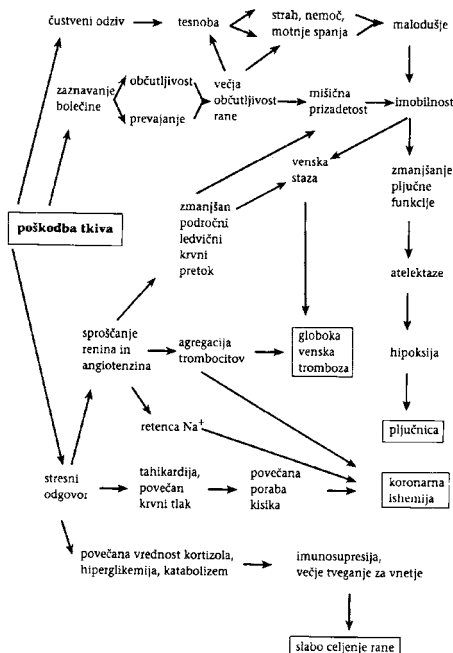 čustveni odziv
tesnoba
strah, nemoč,
motnje spanja
malodušje
zaznavanje
bolečine
občutljivost
prevajanje
večja
občutljivost
rane
mišična
prizadetost
imobilnost
venska
staza
zmanjšanje
pljučne
funkcije
poškodba tkiva
zmanjšan
področni
ledvični
krvni
pretok
atelektaze
sproščanje
renina in
angiotenzina
agregacija
trombocitov
globoka
venska
tromboza
hipoksija
retenca Na⁺
pljučnica
stresni
odgovor
tahikardija,
povečan
krvni tlak
povečana
poraba
kisika
koronarna
ishemija
povečana vrednost kortizola,
hiperglikemija, katabolizem
imunosupresija,
večje tveganje za vnetje
slabo celjenje rane